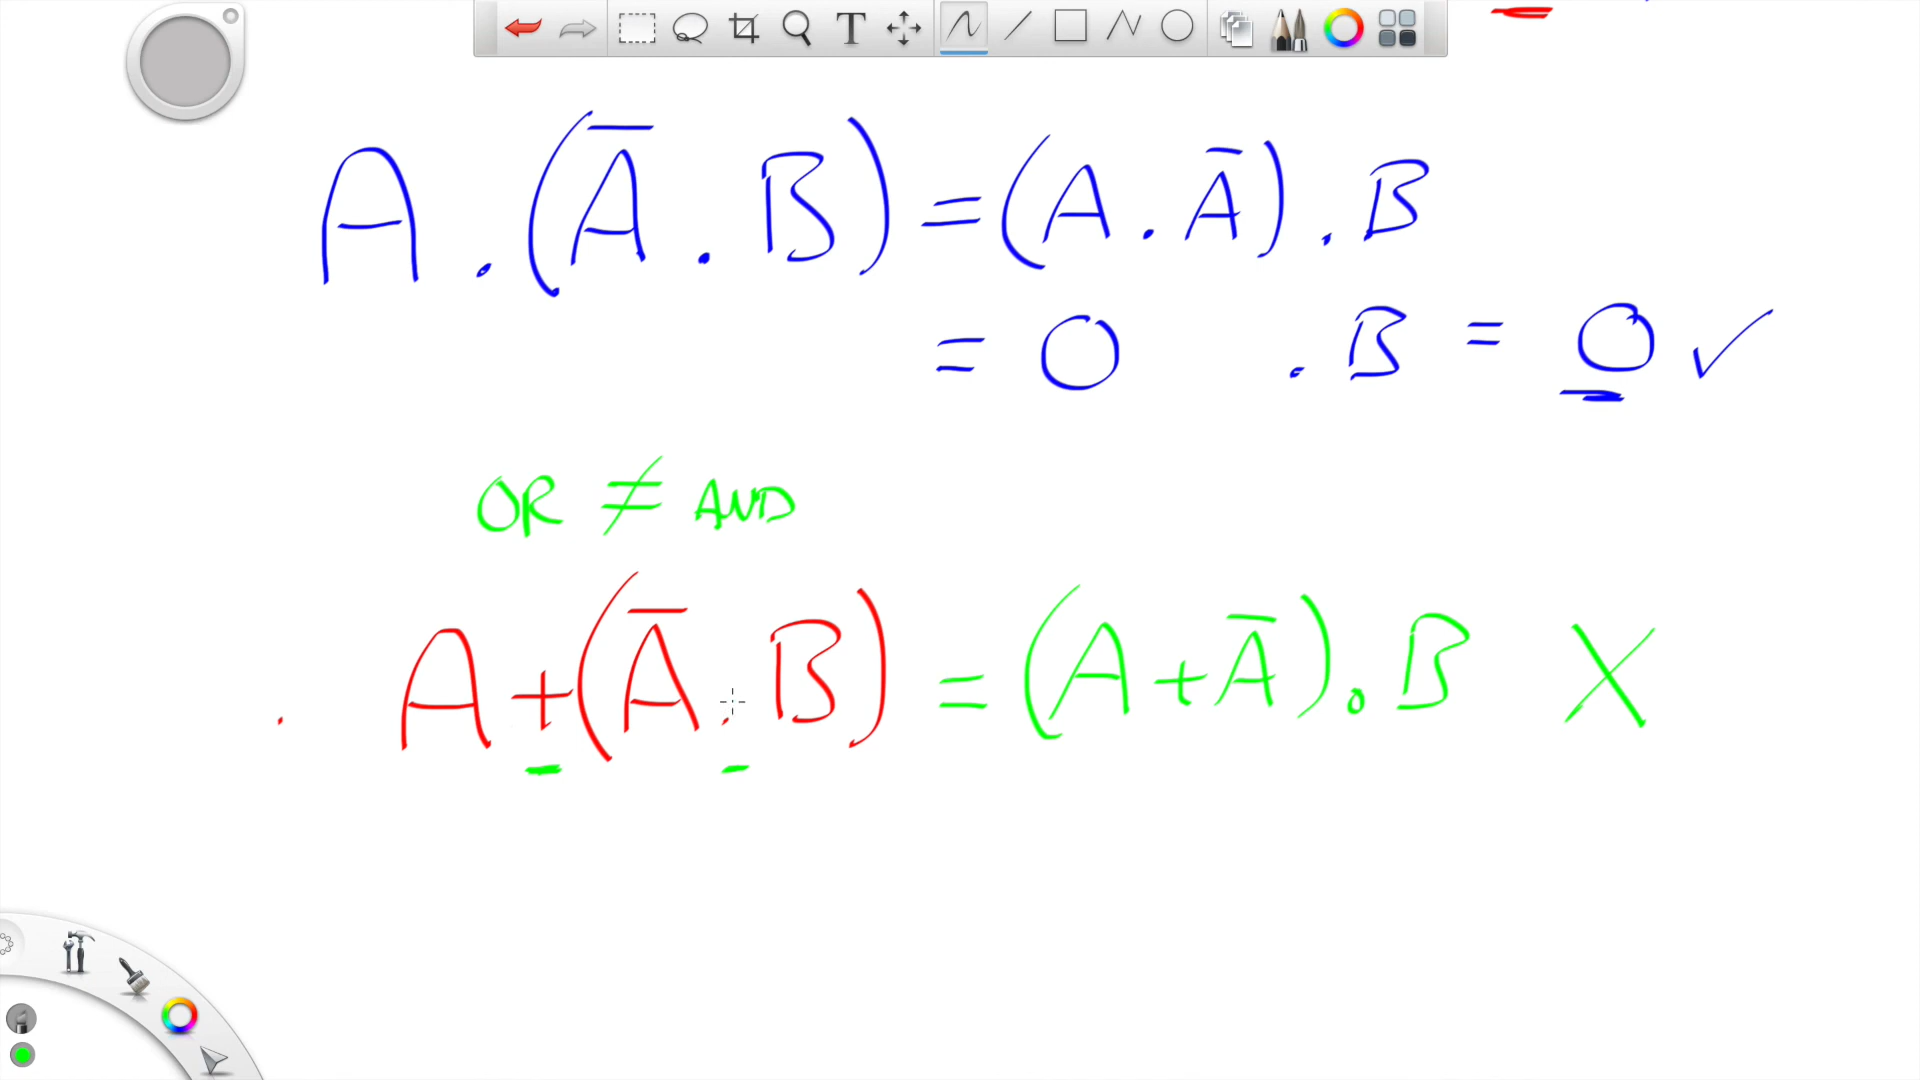 A . (A̅ . B) = (A . A̅) . B
= 0 . B = 0 ✓
OR ≠ AND
A + (A̅ . B) = (A + A̅) . B X